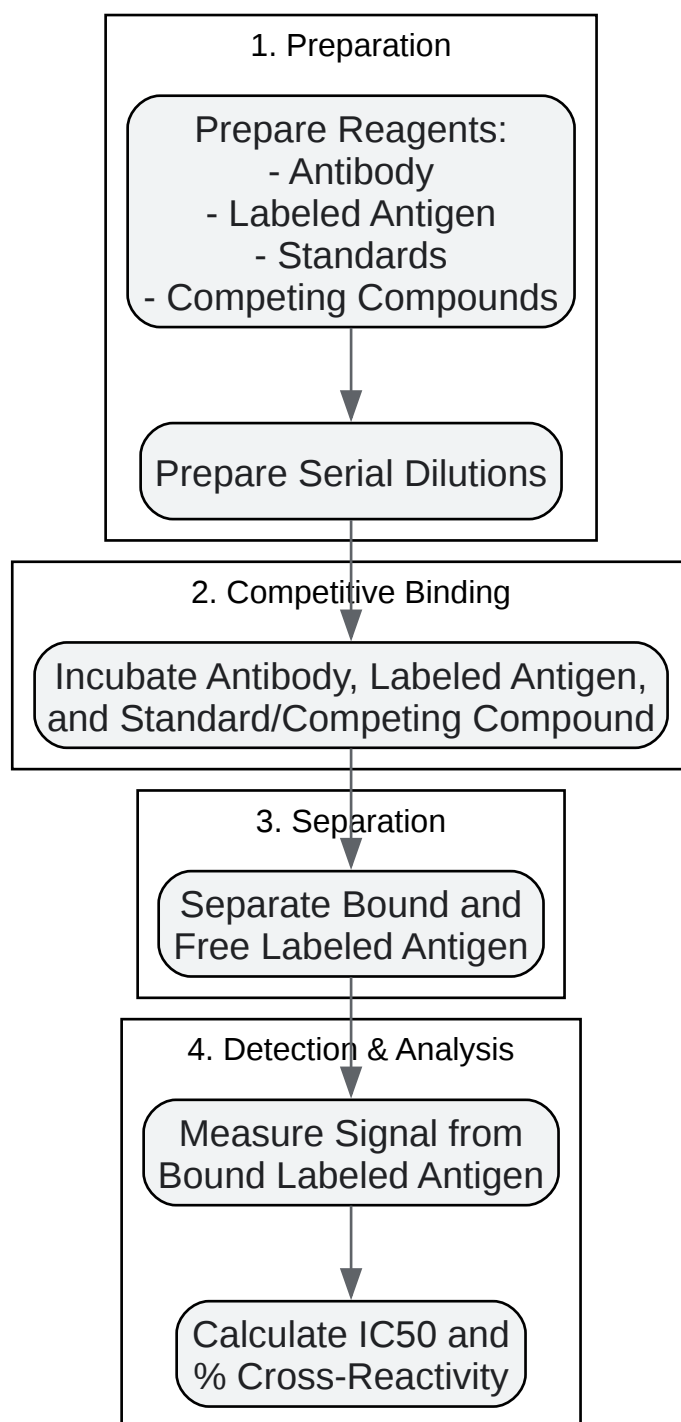 1. Preparation
Prepare Reagents:
- Antibody
- Labeled Antigen
- Standards
- Competing Compounds
Prepare Serial Dilutions
2. Competitive Binding
Incubate Antibody, Labeled Antigen,
and Standard/Competing Compound
3. Separation
Separate Bound and
Free Labeled Antigen
4. Detection & Analysis
Measure Signal from
Bound Labeled Antigen
Calculate IC50 and
% Cross-Reactivity